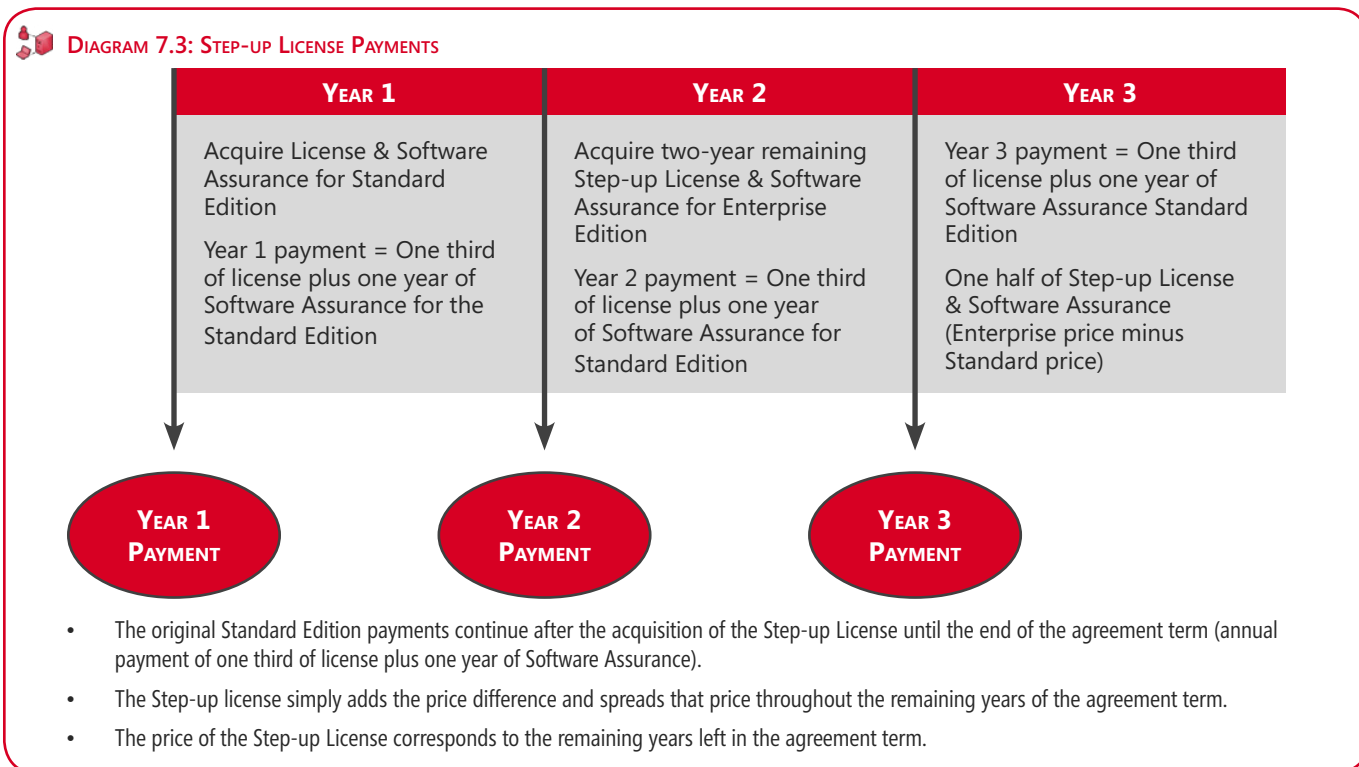 Diagram 7.3: Step-up License Payments
Year 1
Year 2
Year 3
Acquire License & Software
Assurance for Standard
Edition
Year 1 payment = One third
of license plus one year of
Software Assurance for the
Standard Edition
Acquire two-year remaining
Step-up License & Software
Assurance for Enterprise
Edition
Year 2 payment = One third
of license plus one year
of Software Assurance for
Standard Edition
Year 3 payment = One third
of license plus one year of
Software Assurance Standard
Edition
One half of Step-up License
& Software Assurance
(Enterprise price minus
Standard price)
Year 1
Payment
Year 2
Payment
Year 3
Payment
• The original Standard Edition payments continue after the acquisition of the Step-up License until the end of the agreement term (annual
payment of one third of license plus one year of Software Assurance).
• The Step-up license simply adds the price difference and spreads that price throughout the remaining years of the agreement term.
• The price of the Step-up License corresponds to the remaining years left in the agreement term.